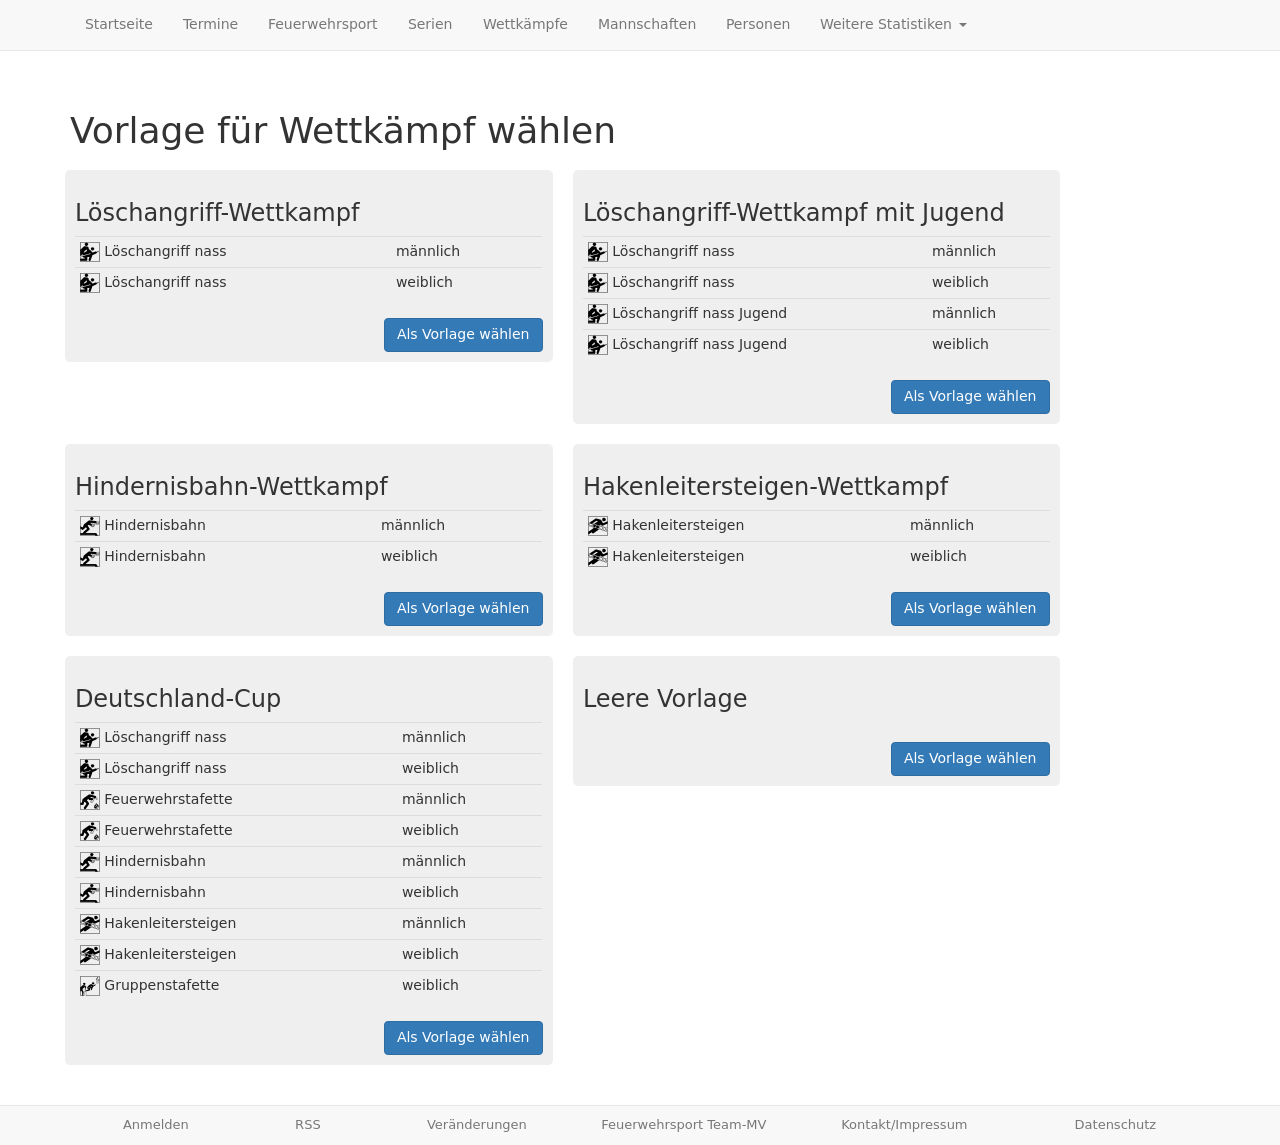 Startseite Termine Feuerwehrsport Serien Wettkämpfe Mannschaften Personen Weitere Statistiken
Vorlage für Wettkämpf wählen
Löschangriff-Wettkampf
Löschangriff nass männlich
Löschangriff nass weiblich
Als Vorlage wählen
Löschangriff-Wettkampf mit Jugend
Löschangriff nass männlich
Löschangriff nass weiblich
Löschangriff nass Jugend männlich
Löschangriff nass Jugend weiblich
Als Vorlage wählen
Hindernisbahn-Wettkampf
Hindernisbahn männlich
Hindernisbahn weiblich
Als Vorlage wählen
Hakenleitersteigen-Wettkampf
Hakenleitersteigen männlich
Hakenleitersteigen weiblich
Als Vorlage wählen
Deutschland-Cup
Löschangriff nass männlich
Löschangriff nass weiblich
Feuerwehrstafette männlich
Feuerwehrstafette weiblich
Hindernisbahn männlich
Hindernisbahn weiblich
Hakenleitersteigen männlich
Hakenleitersteigen weiblich
Gruppenstafette weiblich
Als Vorlage wählen
Leere Vorlage
Als Vorlage wählen
Anmelden RSS Veränderungen Feuerwehrsport Team-MV Kontakt/Impressum Datenschutz